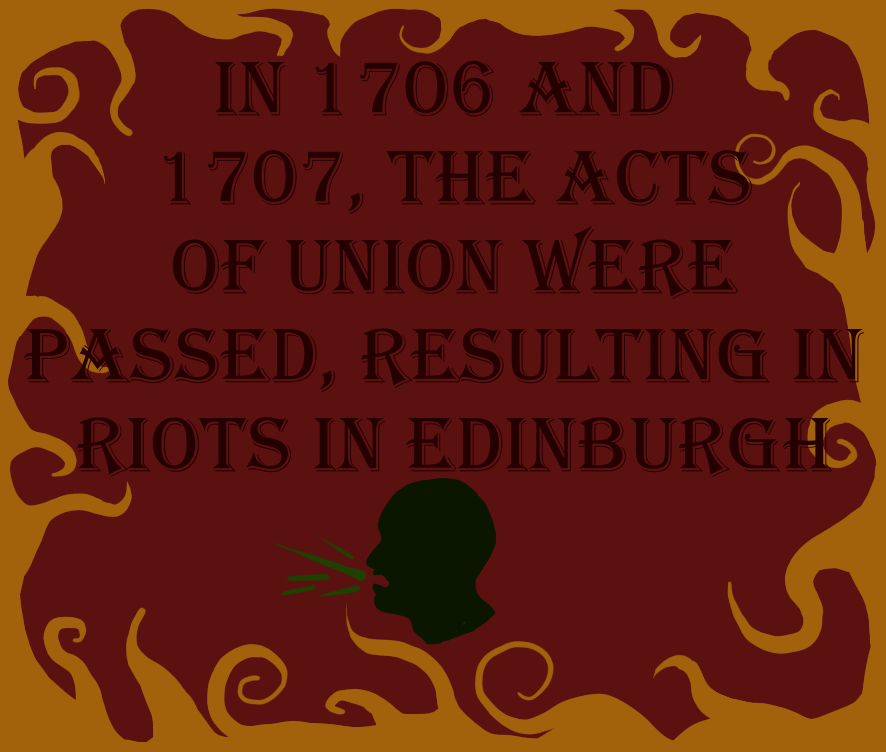 IN 1706 AND
1707, THE ACTS
OF UNION WERE
PASSED, RESULTING IN
RIOTS IN EDINBURGH